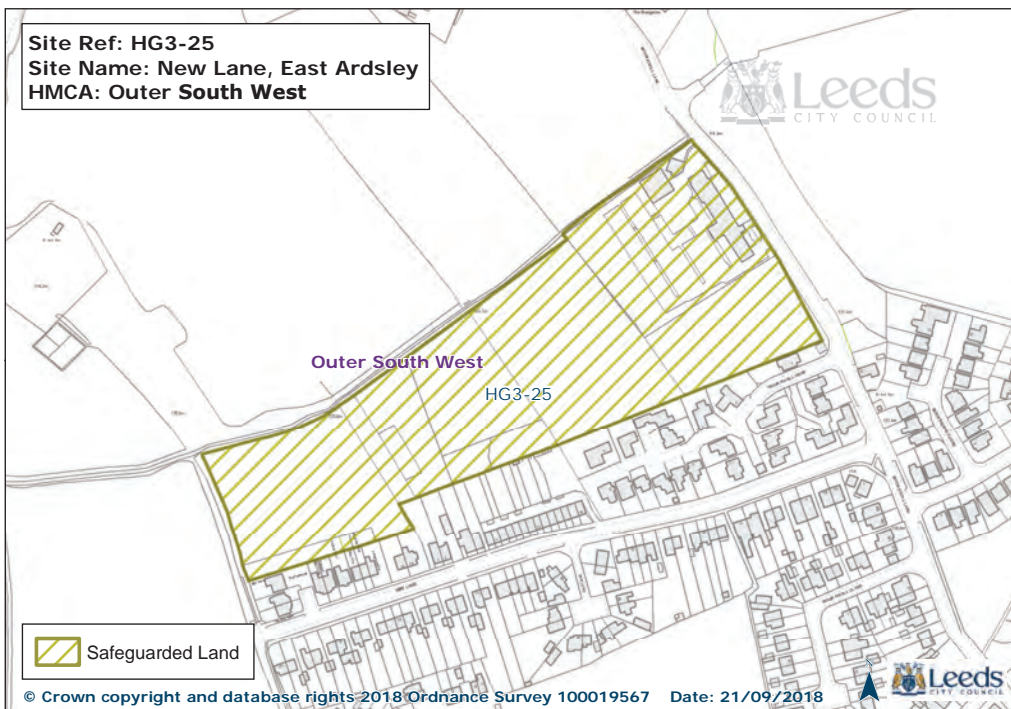 Site Ref: HG3-25
Site Name: New Lane, East Ardsley
HMCA: Outer South West
Leeds
CITY COUNCIL
Outer South West
HG3-25
NEW LANE
Safeguarded Land
© Crown copyright and database rights 2018 Ordnance Survey 100019567 Date: 21/09/2018
Leeds
CITY COUNCIL